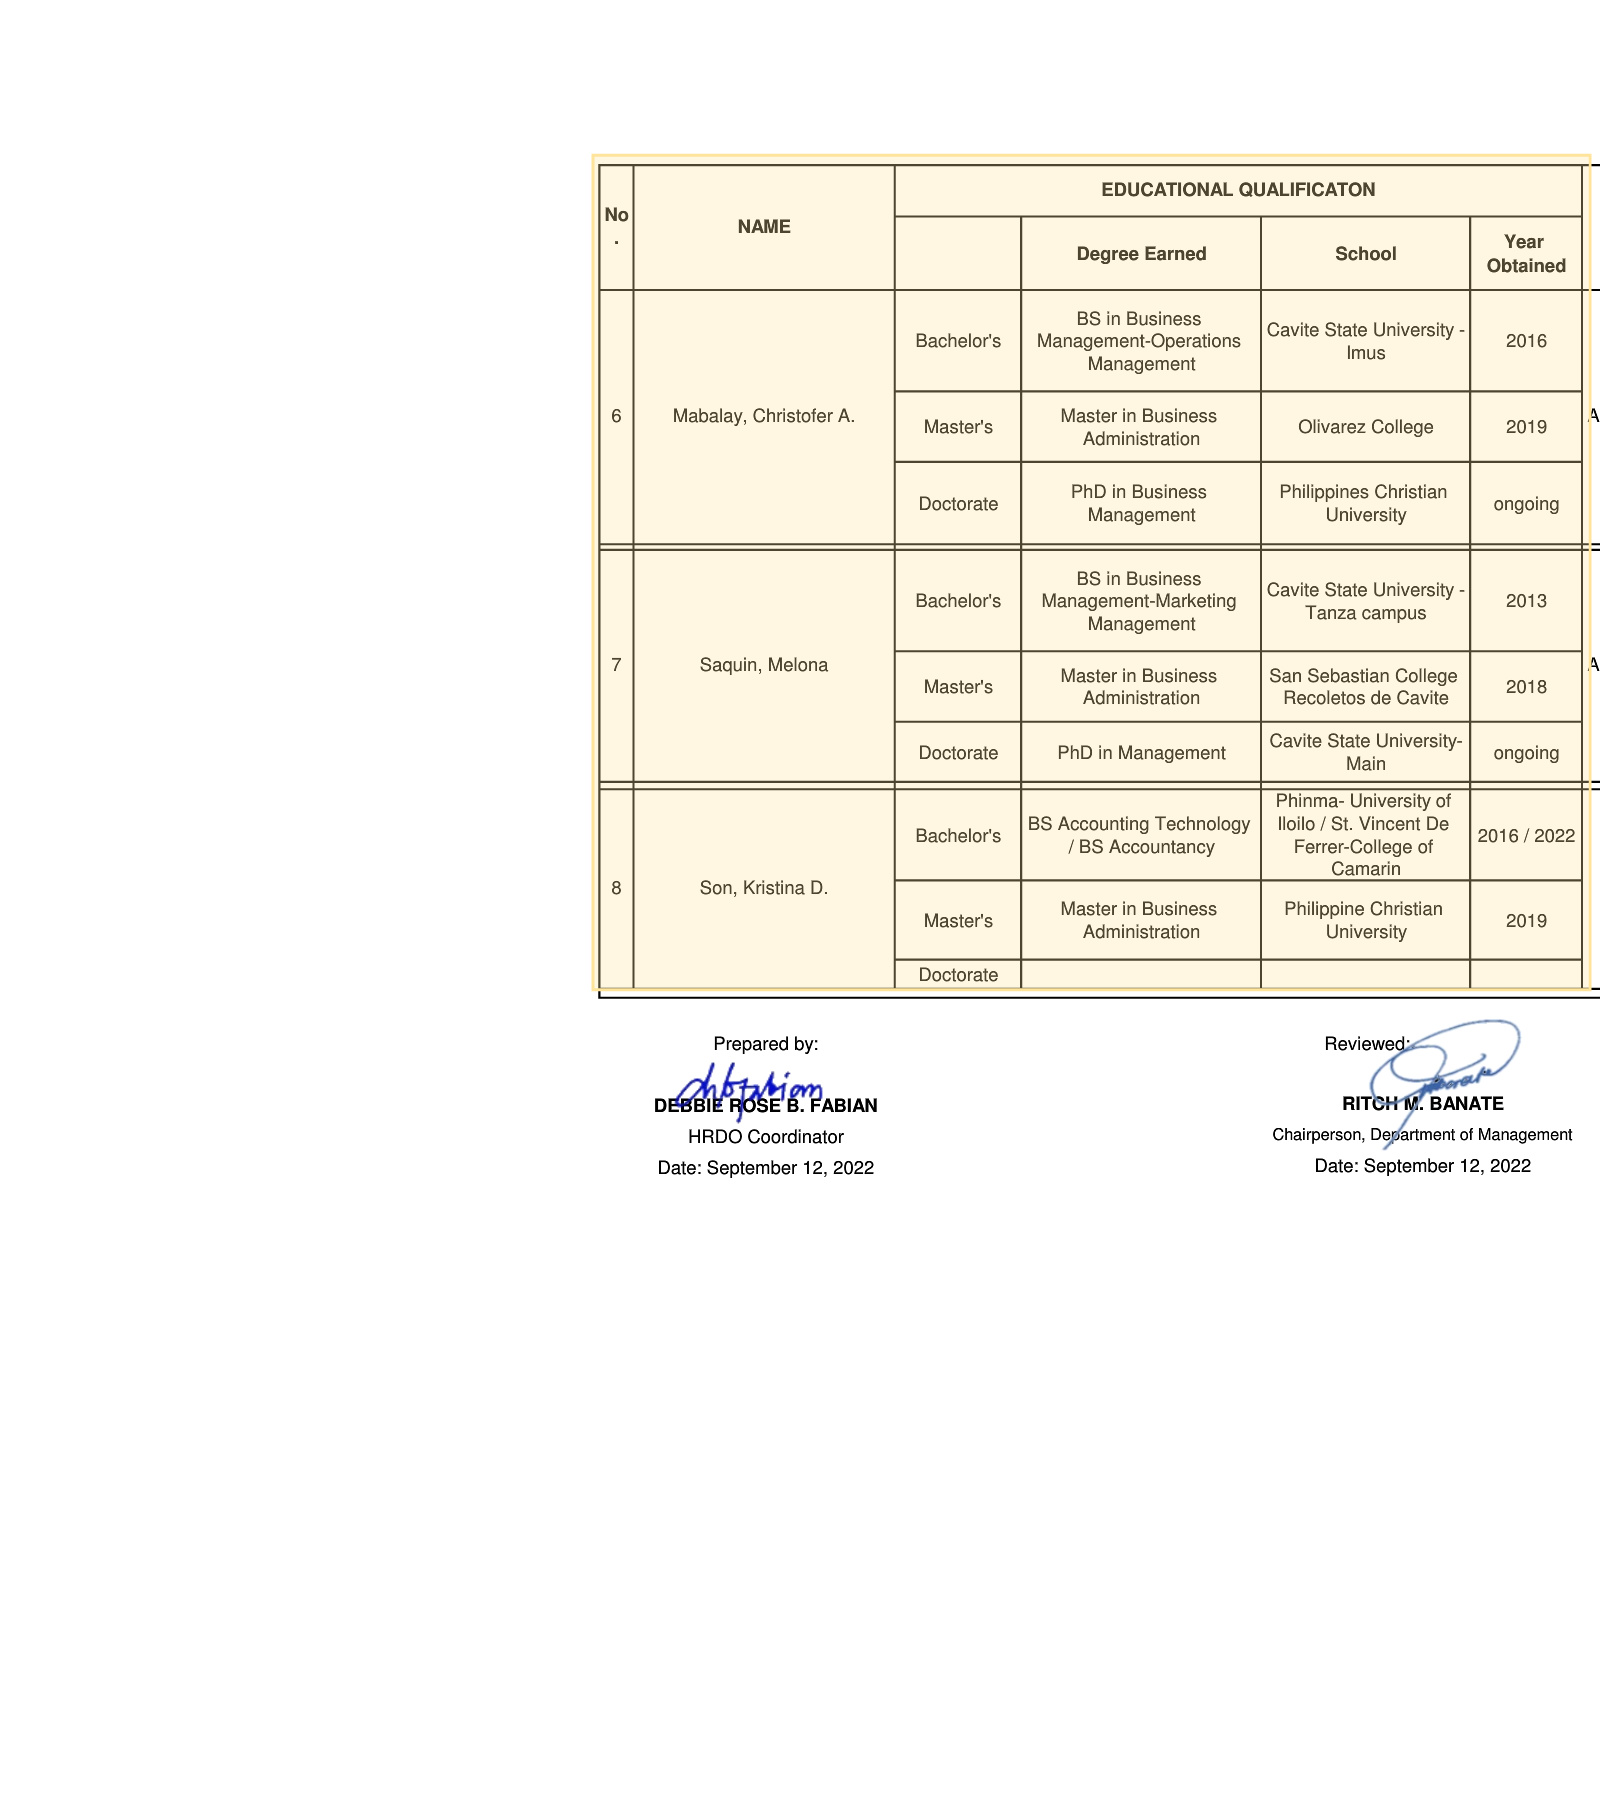 No
.
NAME
EDUCATIONAL QUALIFICATON
Degree Earned
School
Year
Obtained
6
Mabalay, Christofer A.
Bachelor's
BS in Business
Management-Operations
Management
Cavite State University -
Imus
2016
Master's
Master in Business
Administration
Olivarez College
2019
Doctorate
PhD in Business
Management
Philippines Christian
University
ongoing
A
7
Saquin, Melona
Bachelor's
BS in Business
Management-Marketing
Management
Cavite State University -
Tanza campus
2013
Master's
Master in Business
Administration
San Sebastian College
Recoletos de Cavite
2018
Doctorate
PhD in Management
Cavite State University-
Main
ongoing
A
8
Son, Kristina D.
Bachelor's
BS Accounting Technology
/ BS Accountancy
Phinma- University of
Iloilo / St. Vincent De
Ferrer-College of
Camarin
2016 / 2022
Master's
Master in Business
Administration
Philippine Christian
University
2019
Doctorate
Prepared by:
DEBBIE ROSE B. FABIAN
HRDO Coordinator
Date: September 12, 2022
Reviewed:
RITCH M. BANATE
Chairperson, Department of Management
Date: September 12, 2022